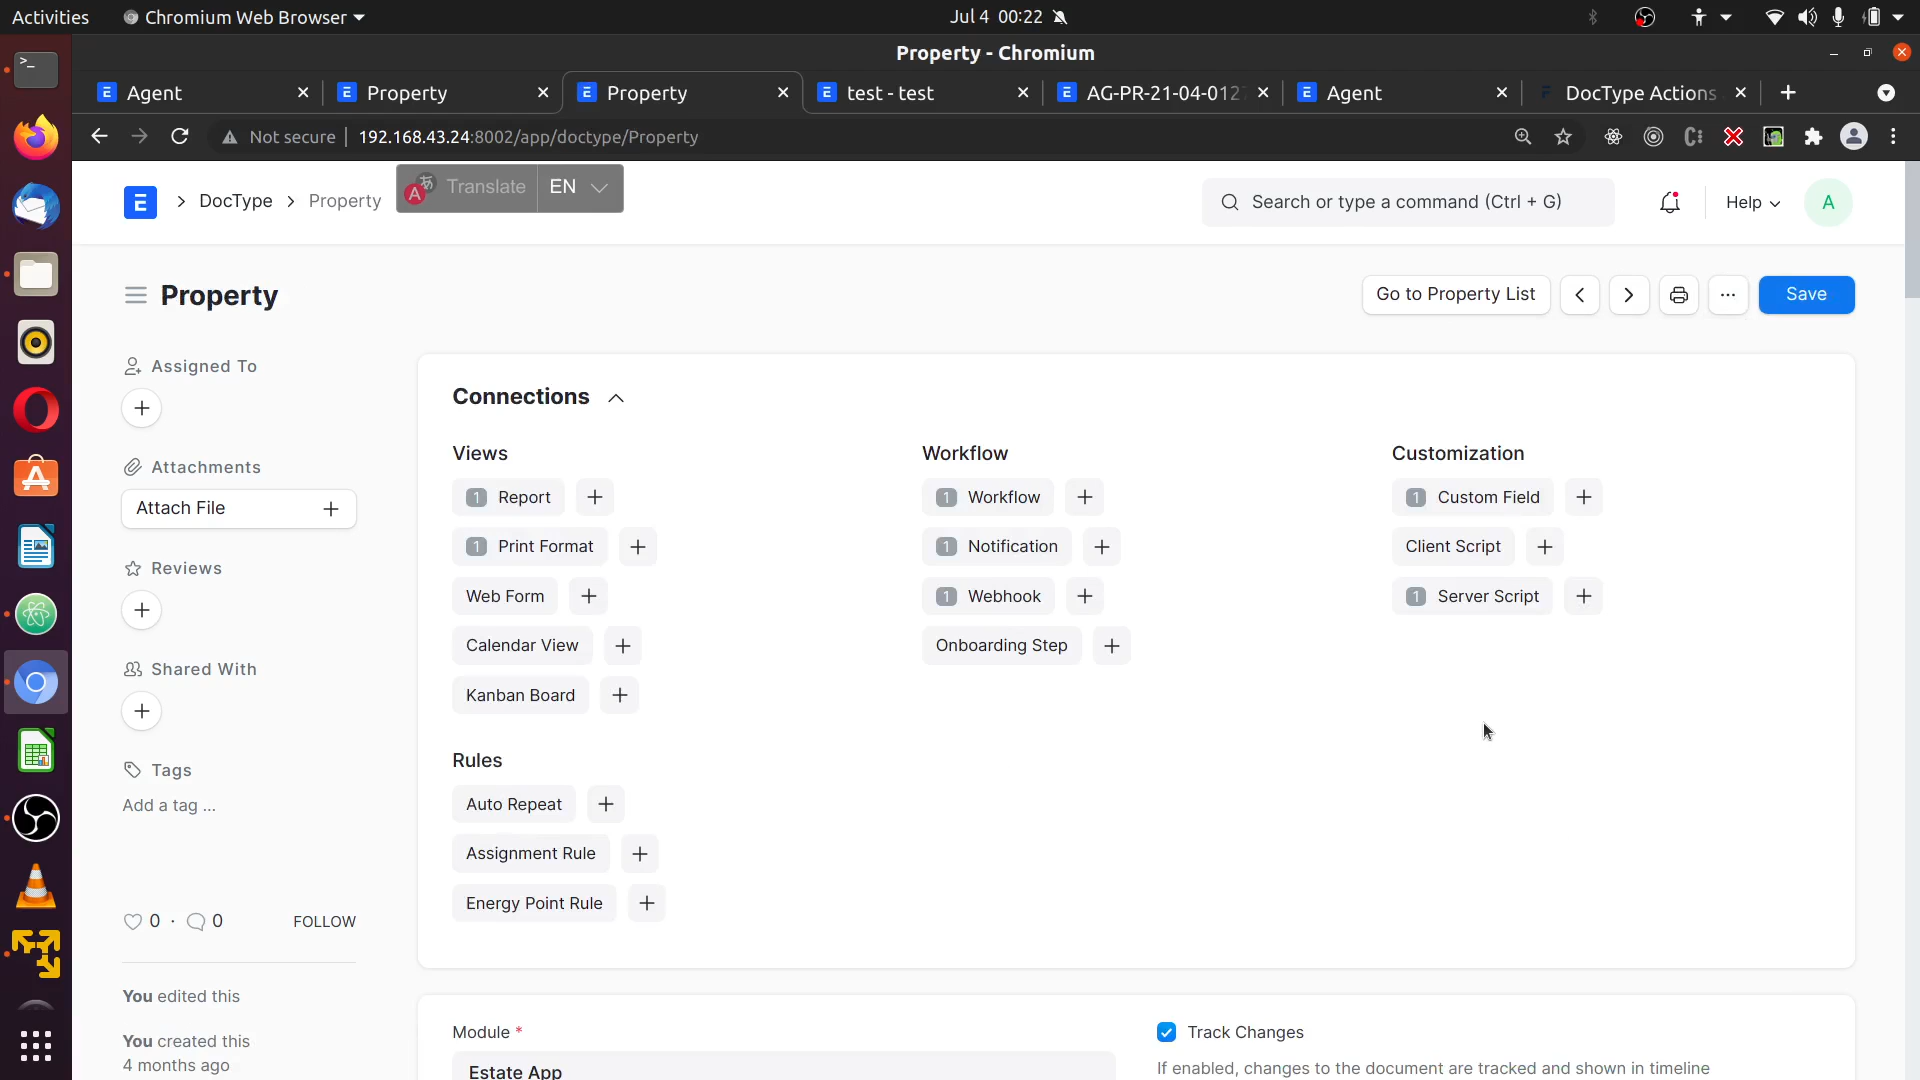 Activities
Chromium Web Browser
Jul 4 00:22
Property - Chromium
Agent
Property
Property
test - test
AG-PR-21-04-012
Agent
DocType Actions
Not secure
192.168.43.24:8002/app/doctype/Property
DocType
Property
Translate
EN
Search or type a command (Ctrl + G)
Help
A
Property
Go to Property List
Save
Assigned To
Attachments
Attach File
Reviews
Shared With
Tags
Add a tag ...
0 · 0
FOLLOW
You edited this
You created this
4 months ago
Connections
Views
1 Report
1 Print Format
Web Form
Calendar View
Kanban Board
Workflow
1 Workflow
1 Notification
1 Webhook
Onboarding Step
Customization
1 Custom Field
Client Script
1 Server Script
Rules
Auto Repeat
Assignment Rule
Energy Point Rule
Module *
Estate App
Track Changes
If enabled, changes to the document are tracked and shown in timeline